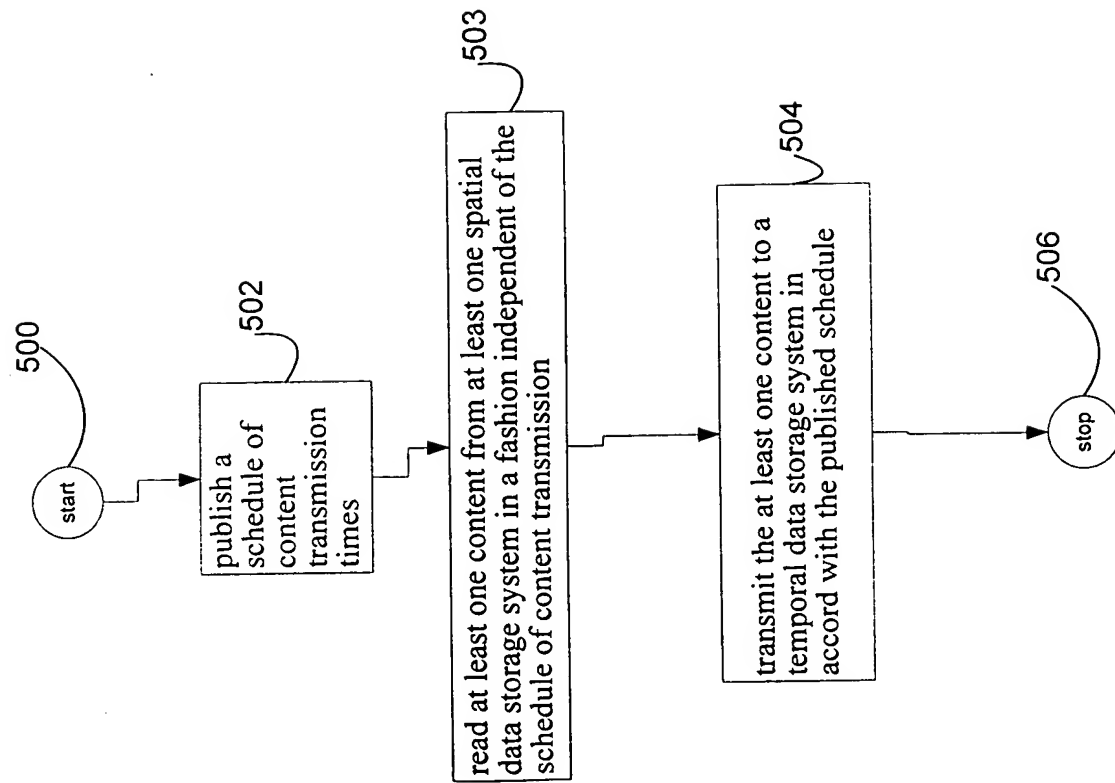 500
start
502
publish a
schedule of
content
transmission
times
503
read at least one content from at least one spatial
data storage system in a fashion independent of the
schedule of content transmission
504
transmit the at least one content to a
temporal data storage system in
accord with the published schedule
506
stop